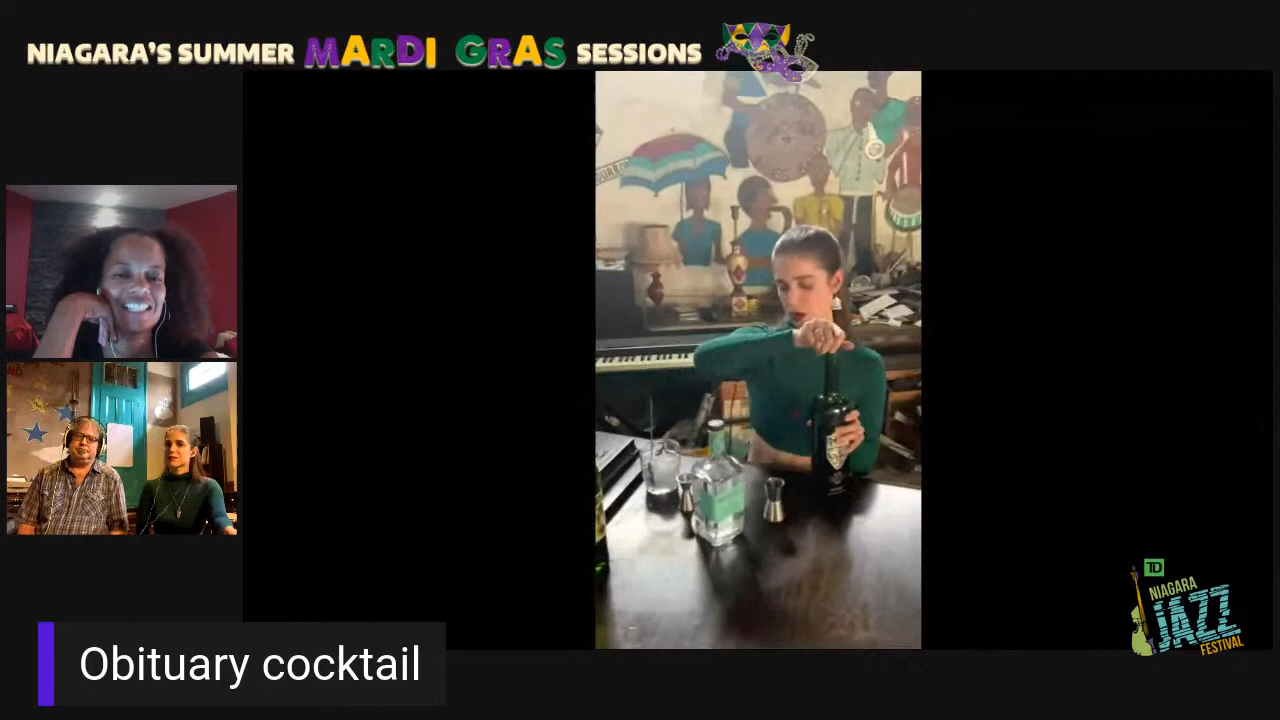 NIAGARA'S SUMMER MARDI GRAS SESSIONS
Obituary cocktail
TD
NIAGARA
JAZZ
FESTIVAL